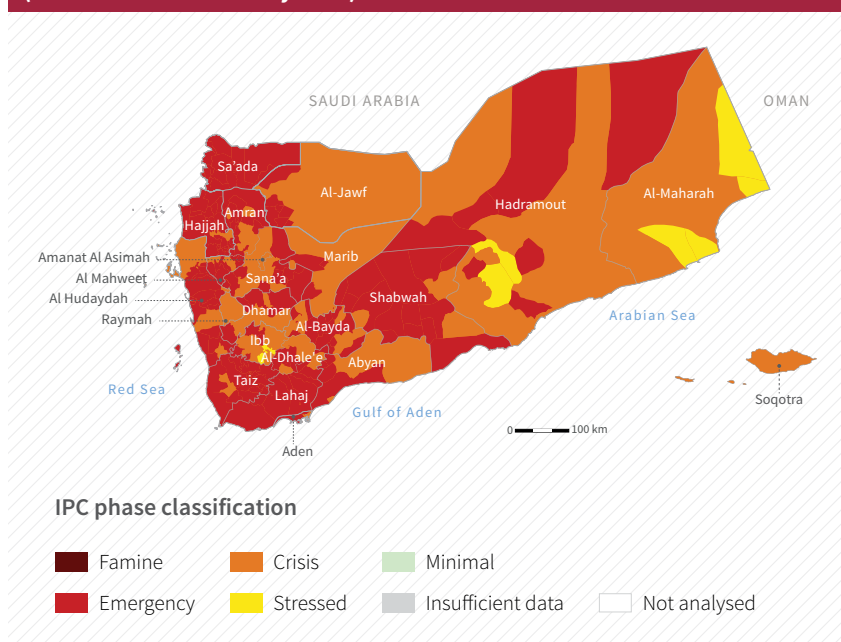 SAUDI ARABIA
OMAN
Sa'ada
Al-Jawf
Al-Maharah
Amran
Hadramout
Hajjah
Marib
Amanat Al Asimah
Al Mahweet
Sana'a
Al Hudaydah
Shabwah
Dhamar
Raymah
Al-Bayda
Arabian Sea
Ibb
Al-Dhale'e
Abyan
Taiz
Red Sea
Lahaj
Soqotra
Gulf of Aden
0 100 km
Aden
IPC phase classification
Famine
Crisis
Minimal
Emergency
Stressed
Insufficient data
Not analysed